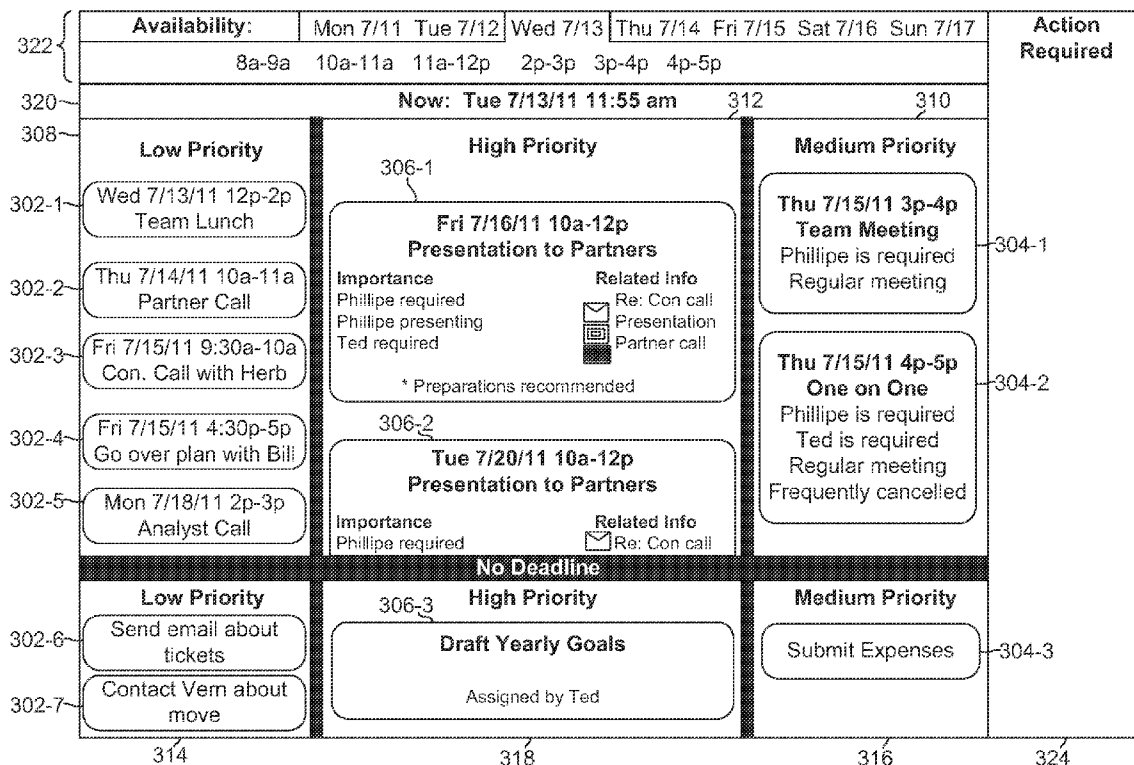 Availability:
Mon 7/11 Tue 7/12 Wed 7/13 Thu 7/14 Fri 7/15 Sat 7/16 Sun 7/17
Action
Required
322
8a-9a 10a-11a 11a-12p 2p-3p 3p-4p 4p-5p
320
Now: Tue 7/13/11 11:55 am
312
310
308
Low Priority
302-1
Wed 7/13/11 12p-2p
Team Lunch
302-2
Thu 7/14/11 10a-11a
Partner Call
302-3
Fri 7/15/11 9:30a-10a
Con. Call with Herb
302-4
Fri 7/15/11 4:30p-5p
Go over plan with Bill
302-5
Mon 7/18/11 2p-3p
Analyst Call
High Priority
306-1
Fri 7/16/11 10a-12p
Presentation to Partners
Importance
Phillipe required
Phillipe presenting
Ted required
Related Info
Re: Con call
Presentation
Partner call
* Preparations recommended
306-2
Tue 7/20/11 10a-12p
Presentation to Partners
Importance
Phillipe required
Related Info
Re: Con call
Medium Priority
Thu 7/15/11 3p-4p
Team Meeting
Phillipe is required
Regular meeting
304-1
Thu 7/15/11 4p-5p
One on One
Phillipe is required
Ted is required
Regular meeting
Frequently cancelled
304-2
No Deadline
Low Priority
302-6
Send email about
tickets
302-7
Contact Vern about
move
High Priority
306-3
Draft Yearly Goals
Assigned by Ted
Medium Priority
Submit Expenses
304-3
314
318
316
324